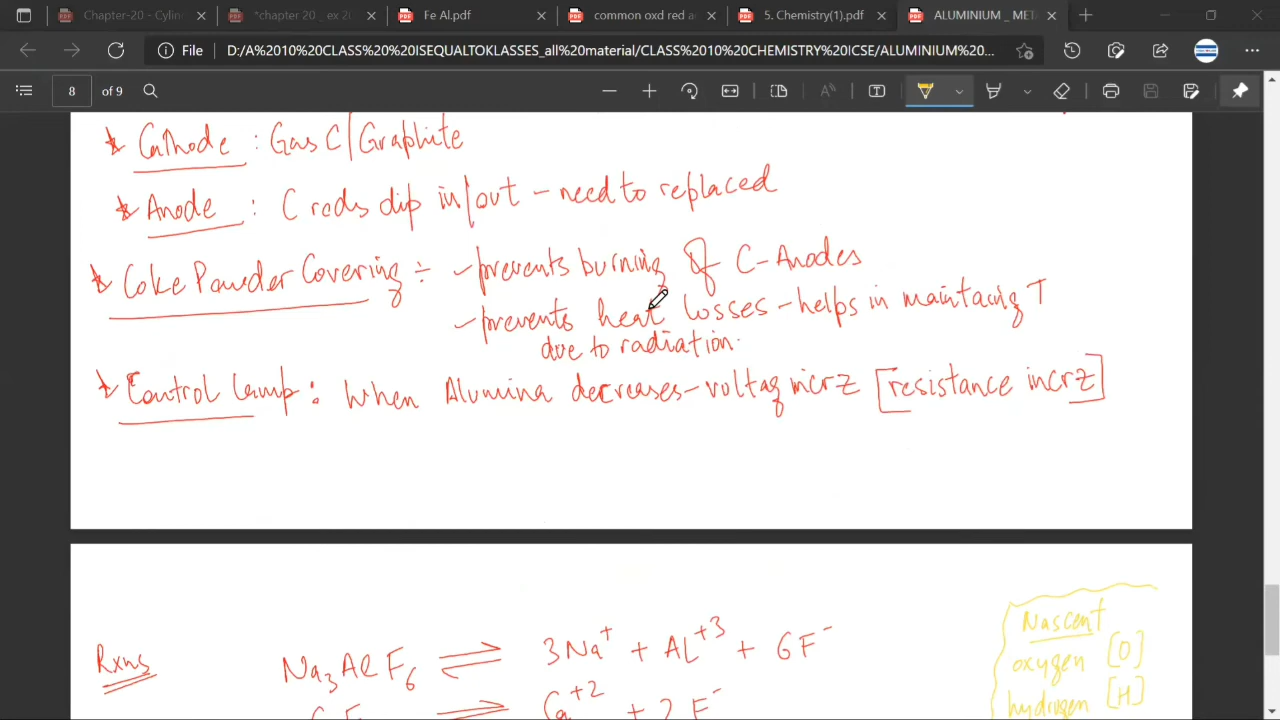 Chapter-20 - Cylin
*chapter 20 _ ex 20
Fe Al.pdf
common oxd red a
5. Chemistry(1).pdf
ALUMINIUM _ MET
File
D:/A%2010%20CLASS%20%20ISEQUALTOKLASSES_all%20material/CLASS%2010%20CHEMISTRY%20ICSE/ALUMINIUM%20...
8 of 9
Cathode : Gas C/Graphite
Anode : C rods dip in/out - need to replaced
Coke Powder Covering :- - prevents burning of C-Anodes
- prevents heat losses - helps in maintaing T
due to radiation.
Control Lamp : When Alumina decreases - voltag incrz [resistance incrz]
Rxns Na3AlF6 ⇌ 3Na+ + AL+3 + 6F-
⇌ Ca+2 + 2F-
Nascent
oxygen [O]
hydrogen [H]